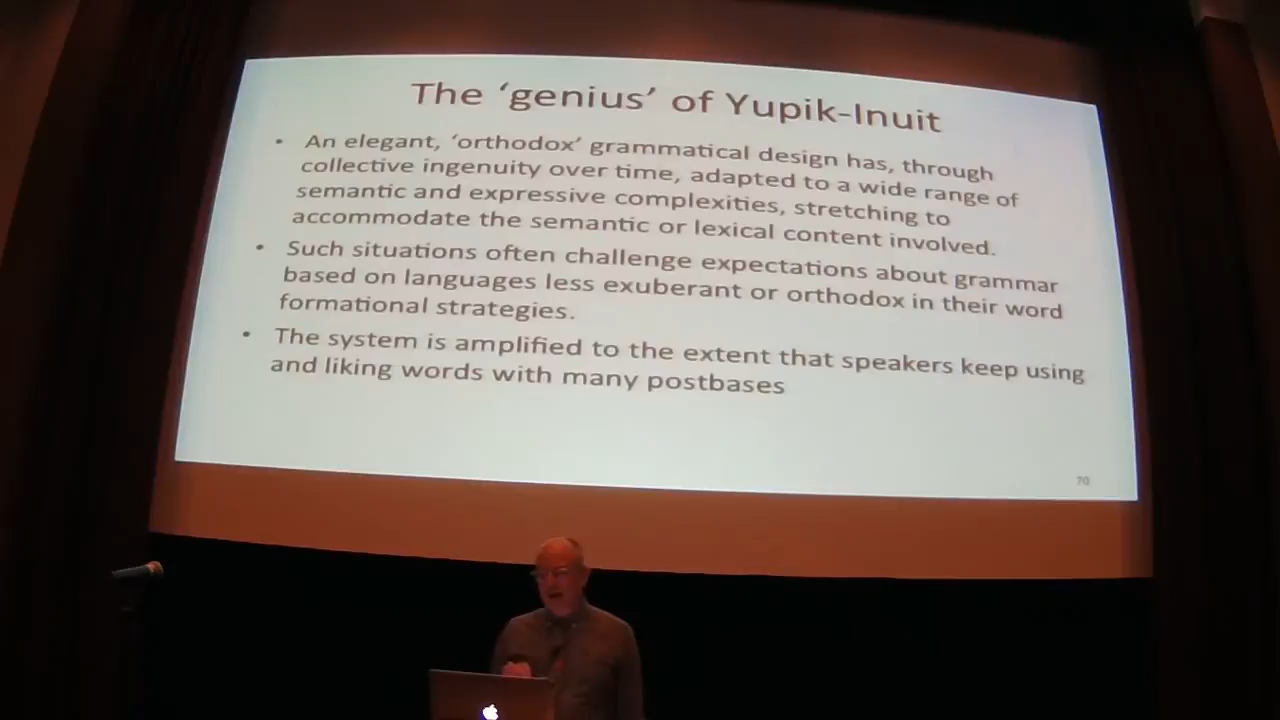 The ‘genius’ of Yupik-Inuit
• An elegant, ‘orthodox’ grammatical design has, through
collective ingenuity over time, adapted to a wide range of
semantic and expressive complexities, stretching to
accommodate the semantic or lexical content involved.
• Such situations often challenge expectations about grammar
based on languages less exuberant or orthodox in their word
formational strategies.
• The system is amplified to the extent that speakers keep using
and liking words with many postbases
70